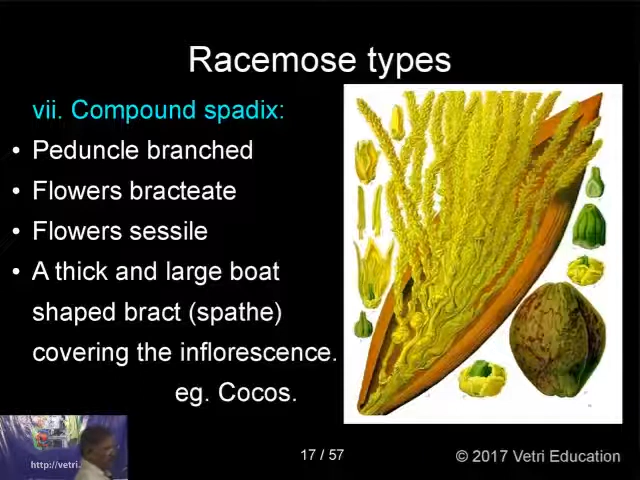 Racemose types
vii. Compound spadix:
• Peduncle branched
• Flowers bracteate
• Flowers sessile
• A thick and large boat
shaped bract (spathe)
covering the inflorescence.
eg. Cocos.
http://vetri.
17 / 57
© 2017 Vetri Education